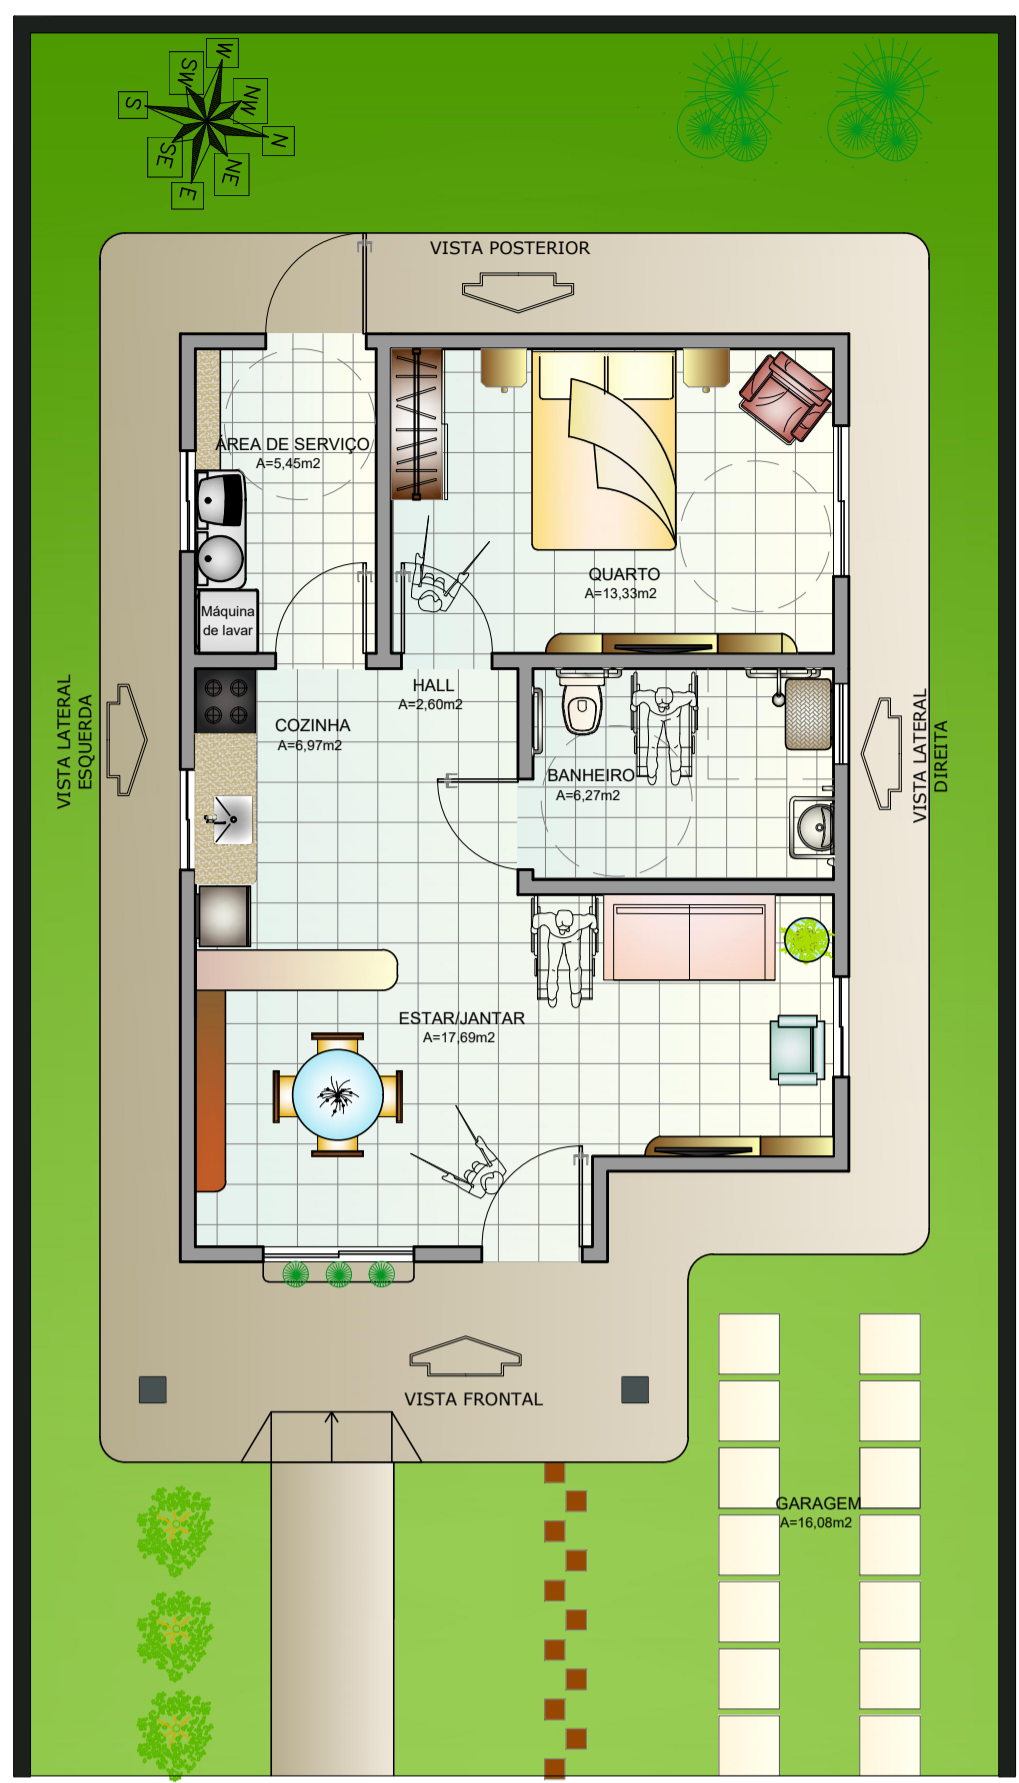 W
SW
NW
S
N
SE
NE
E
VISTA POSTERIOR
ÁREA DE SERVIÇO
A=5,45m2
QUARTO
A=13,33m2
Máquina
de lavar
HALL
A=2,60m2
COZINHA
A=6,97m2
BANHEIRO
A=6,27m2
VISTA LATERAL
ESQUERDA
VISTA LATERAL
DIREITA
ESTAR/JANTAR
A=17,69m2
VISTA FRONTAL
GARAGEM
A=16,08m2